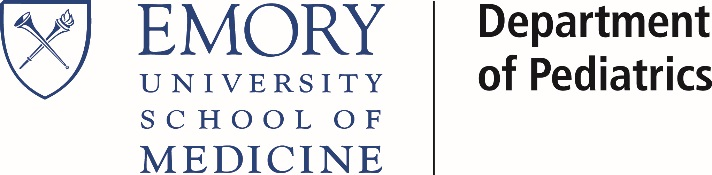 EMORY
UNIVERSITY
SCHOOL OF
MEDICINE
Department
of Pediatrics